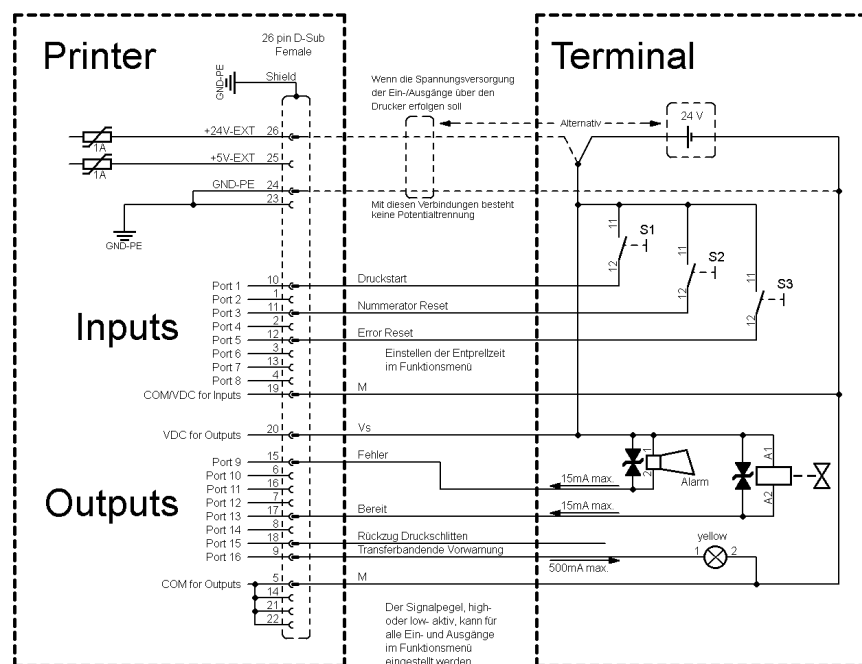 Printer
26 pin D-Sub
Female
Terminal
GND-PE
Shield
Wenn die Spannungsversorgung
der Ein-/Ausgänge über den
Drucker erfolgen soll
Alternativ
24 V
+24V-EXT 26
1A
+5V-EXT 25
1A
GND-PE 24
23
GND-PE
Mit diesen Verbindungen besteht
keine Potentialtrennung
11
12
S1
11
12
S2
11
12
S3
Inputs
Port 1 10 Druckstart
Port 2 1
Port 3 11 Nummerator Reset
Port 4 2
Port 5 12 Error Reset
Port 6 3
Port 7 13
Port 8 4
Einstellen der Entprellzeit
im Funktionsmenü
COM/VDC for Inputs 19 M
VDC for Outputs 20 Vs
Outputs
Port 9 15 Fehler
Port 10 6
Port 11 16
Port 12 7
Port 13 17 Bereit
Port 14 8
Port 15 18 Rückzug Druckschlitten
Port 16 9 Transferbandende Vorwarnung
15mA max.
2 1
Alarm
A1
A2
15mA max.
yellow
1 2
500mA max.
COM for Outputs 5 M
14
21
22
Der Signalpegel, high-
oder low- aktiv, kann für
alle Ein- und Ausgänge
im Funktionsmenü
eingestellt werden